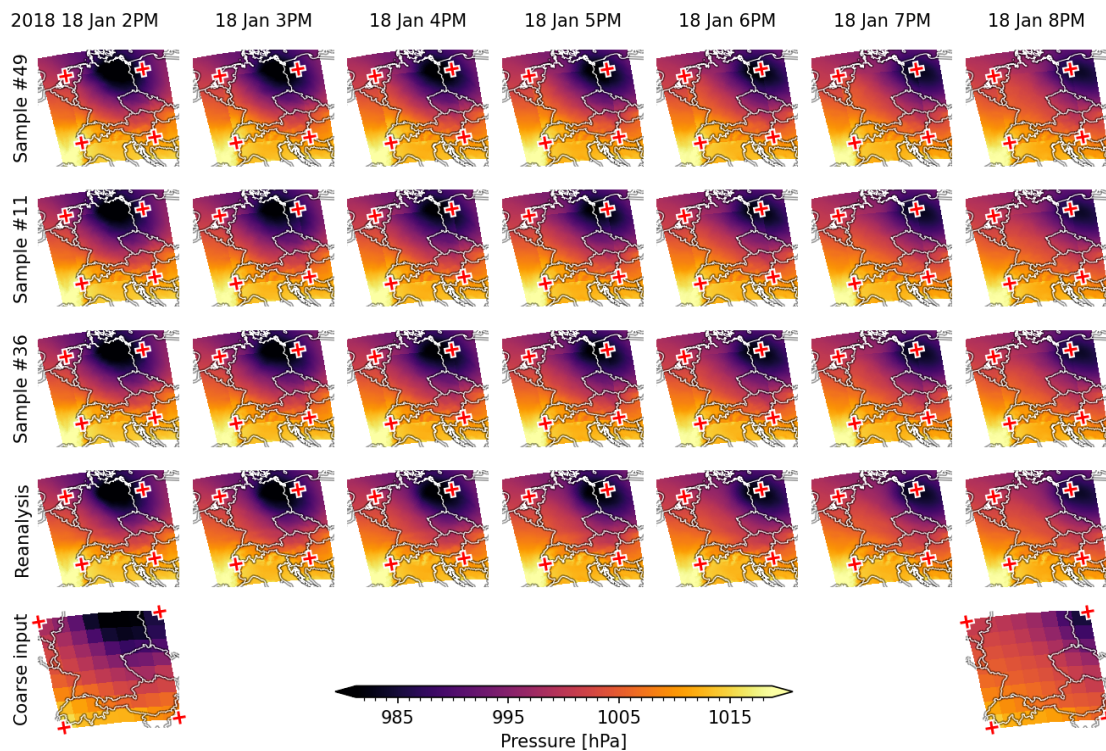 2018 18 Jan 2PM 18 Jan 3PM 18 Jan 4PM 18 Jan 5PM 18 Jan 6PM 18 Jan 7PM 18 Jan 8PM
Sample #49
Sample #11
Sample #36
Reanalysis
Coarse input
985 995 1005 1015
Pressure [hPa]